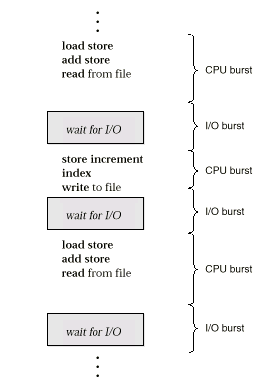 load store
add store
read from file
CPU burst
wait for I/O
I/O burst
store increment
index
write to file
CPU burst
wait for I/O
I/O burst
load store
add store
read from file
CPU burst
wait for I/O
I/O burst